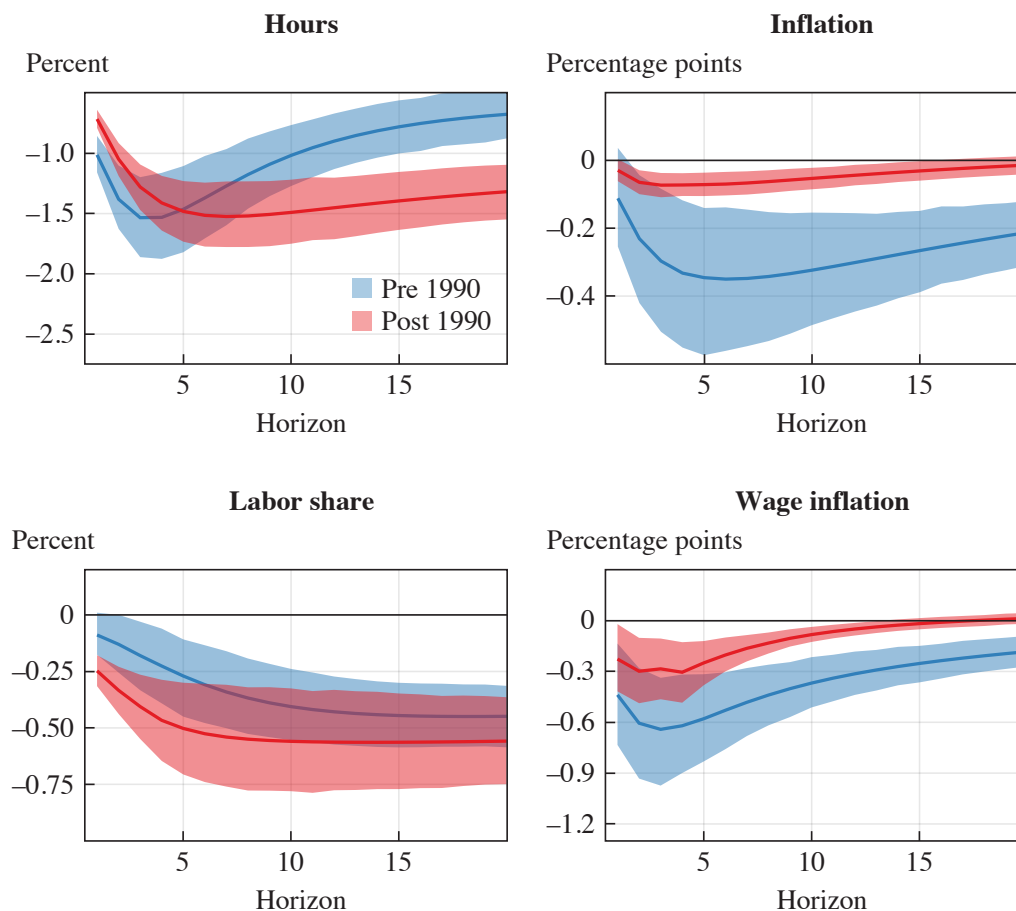 Hours
Percent
–1.0
–1.5
–2.0
–2.5
Pre 1990
Post 1990
5 10 15
Horizon
Inflation
Percentage points
0
–0.2
–0.4
5 10 15
Horizon
Labor share
Percent
0
–0.25
–0.50
–0.75
5 10 15
Horizon
Wage inflation
Percentage points
0
–0.3
–0.6
–0.9
–1.2
5 10 15
Horizon